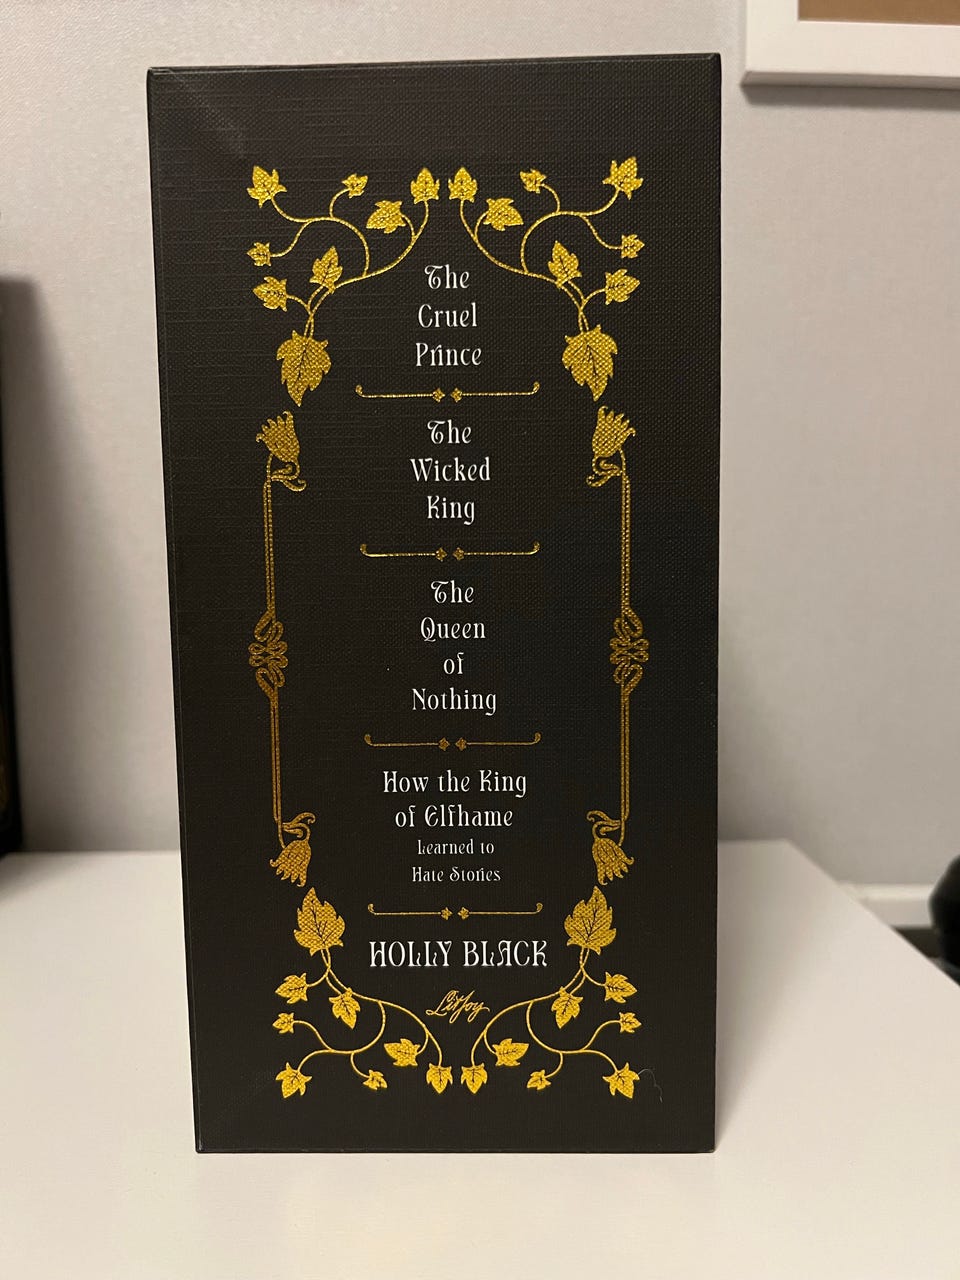 The
Cruel
Prince
The
Wicked
King
The
Queen
of
Nothing
How the King
of Elfhame
Learned to
Hate Stories
HOLLY BLACK
LitJoy